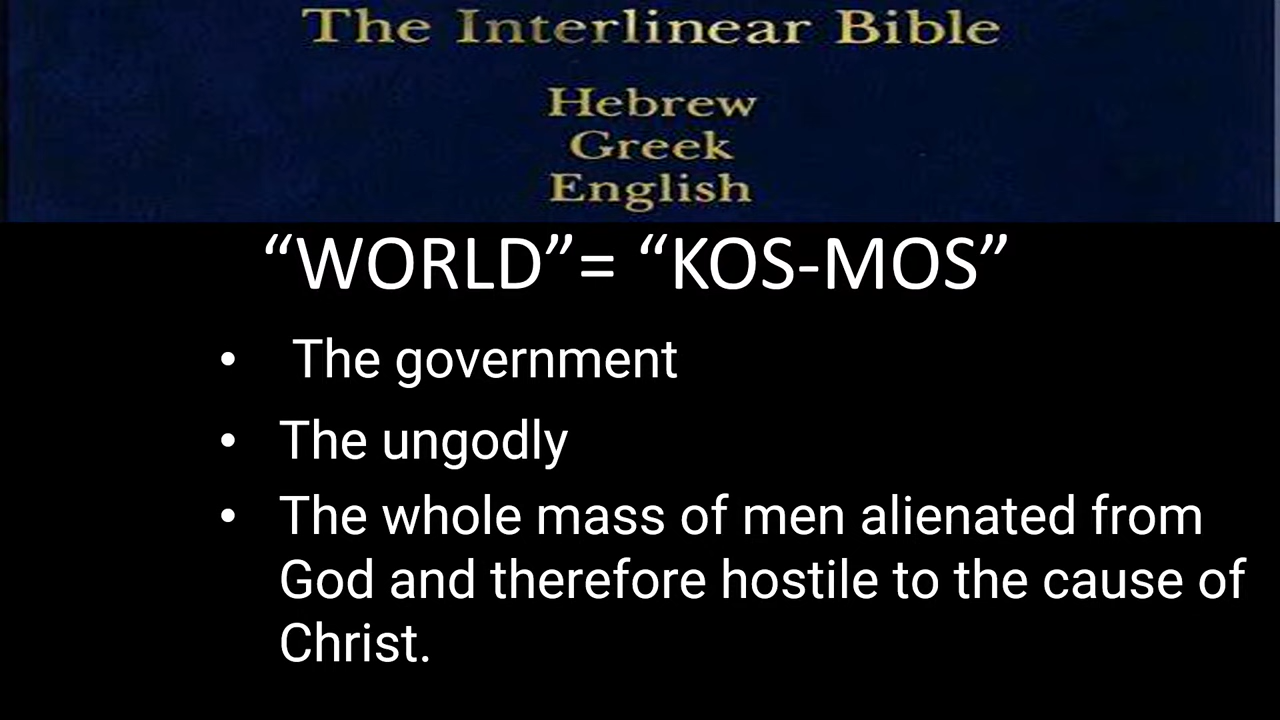 The Interlinear Bible
Hebrew
Greek
English
“WORLD”= “KOS-MOS”
• The government
• The ungodly
• The whole mass of men alienated from
God and therefore hostile to the cause of
Christ.